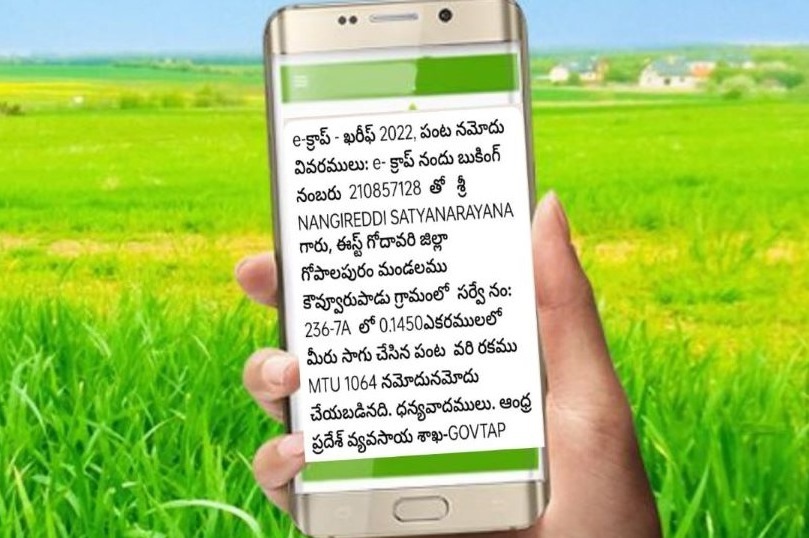 e-క్రాప్ - ఖరీఫ్ 2022, పంట నమోదు
వివరములు: e- క్రాప్ నందు బుకింగ్
నంబరు 210857128 తో శ్రీ
NANGIREDDI SATYANARAYANA
గారు, ఈస్ట్ గోదావరి జిల్లా
గోపాలపురం మండలము
కొవ్వూరుపాడు గ్రామంలో సర్వే నం:
236-7A లో 0.1450ఎకరములలో
మీరు సాగు చేసిన పంట వరి రకము
MTU 1064 నమోదునమోదు
చేయబడినది. ధన్యవాదములు. ఆంధ్ర
ప్రదేశ్ వ్యవసాయ శాఖ-GOVTAP